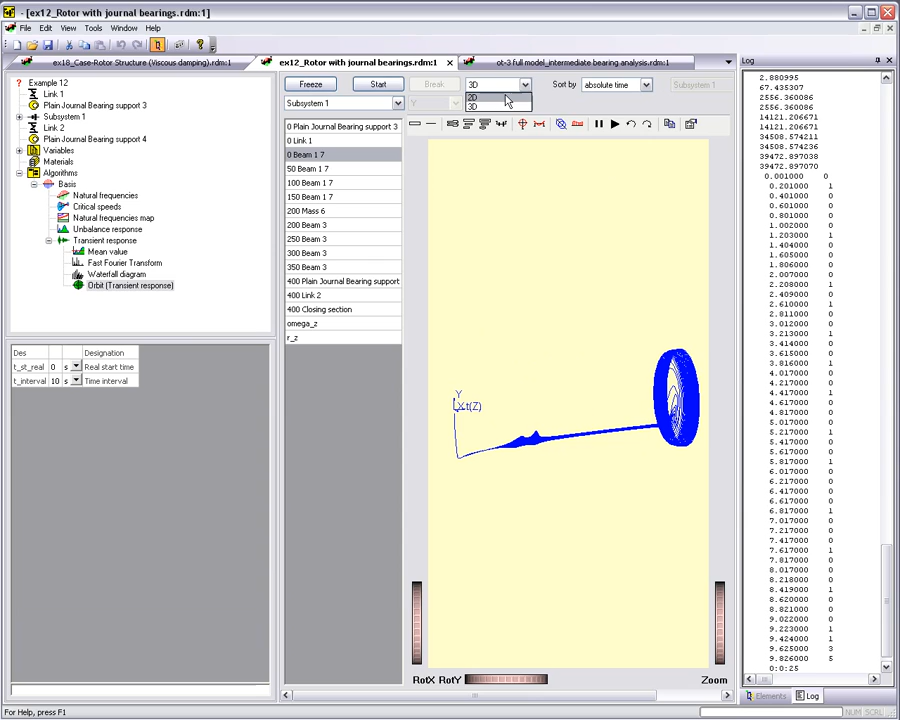 - [ex12_Rotor with journal bearings.rdm:1]
File Edit View Tools Window Help
ex18_Case-Rotor Structure (Viscous damping).rdm:1
ex12_Rotor with journal bearings.rdm:1
ot-3 full model_intermediate bearing analysis.rdm:1
Example 12
Link 1
Plain Journal Bearing support 3
Subsystem 1
Link 2
Plain Journal Bearing support 4
Variables
Materials
Algorithms
Basis
Natural frequencies
Critical speeds
Natural frequencies map
Unbalance response
Transient response
Mean value
Fast Fourier Transform
Waterfall diagram
Orbit (Transient response)
Des Designation
t_st_real 0 s Real start time
t_interval 10 s Time interval
Freeze Start Break 3D Sort by absolute time Subsystem 1
2D
3D
Subsystem 1 Y
0 Plain Journal Bearing support 3
0 Link 1
0 Beam 1 7
50 Beam 1 7
100 Beam 1 7
150 Beam 1 7
200 Mass 6
200 Beam 3
250 Beam 3
300 Beam 3
350 Beam 3
400 Plain Journal Bearing support
400 Link 2
400 Closing section
omega_z
r_z
Y
X t(Z)
RotX RotY Zoom
Log
2.880995
67.435307
2556.360086
2556.360086
14121.206671
14121.206671
34508.574211
34508.574236
39472.897038
39472.897070
0.001000 0
0.201000 1
0.401000 0
0.601000 0
0.801000 0
1.002000 0
1.203000 1
1.404000 0
1.605000 0
1.806000 0
2.007000 0
2.208000 1
2.409000 0
2.610000 0
2.811000 0
3.012000 0
3.213000 1
3.414000 0
3.615000 0
3.816000 1
4.017000 0
4.217000 0
4.417000 0
4.617000 0
4.817000 0
5.017000 0
5.217000 1
5.417000 0
5.617000 0
5.817000 1
6.017000 0
6.217000 0
6.417000 0
6.617000 0
6.817000 1
7.017000 0
7.217000 0
7.417000 0
7.617000 1
7.817000 0
8.017000 0
8.218000 0
8.419000 1
8.620000 0
8.821000 0
9.022000 0
9.223000 1
9.424000 1
9.625000 3
9.826000 5
0:0:25
Elements Log
For Help, press F1
NUM SCRL